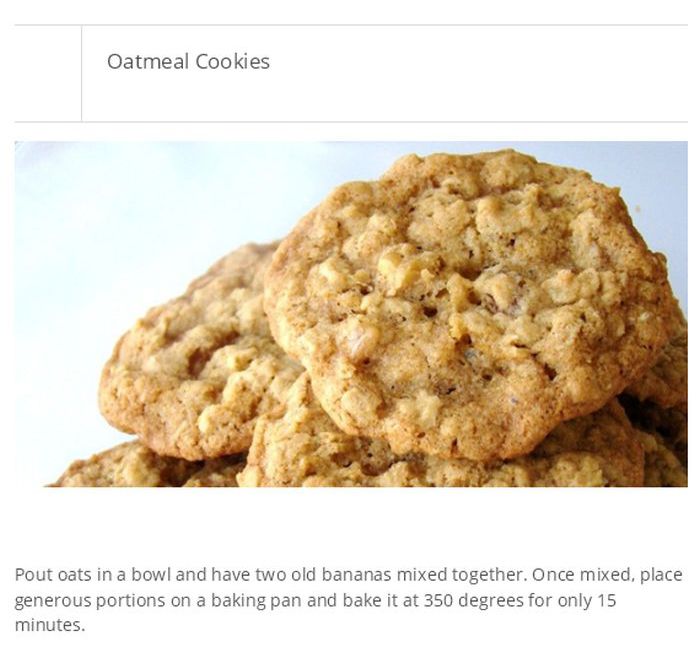 Oatmeal Cookies
Pout oats in a bowl and have two old bananas mixed together. Once mixed, place
generous portions on a baking pan and bake it at 350 degrees for only 15
minutes.